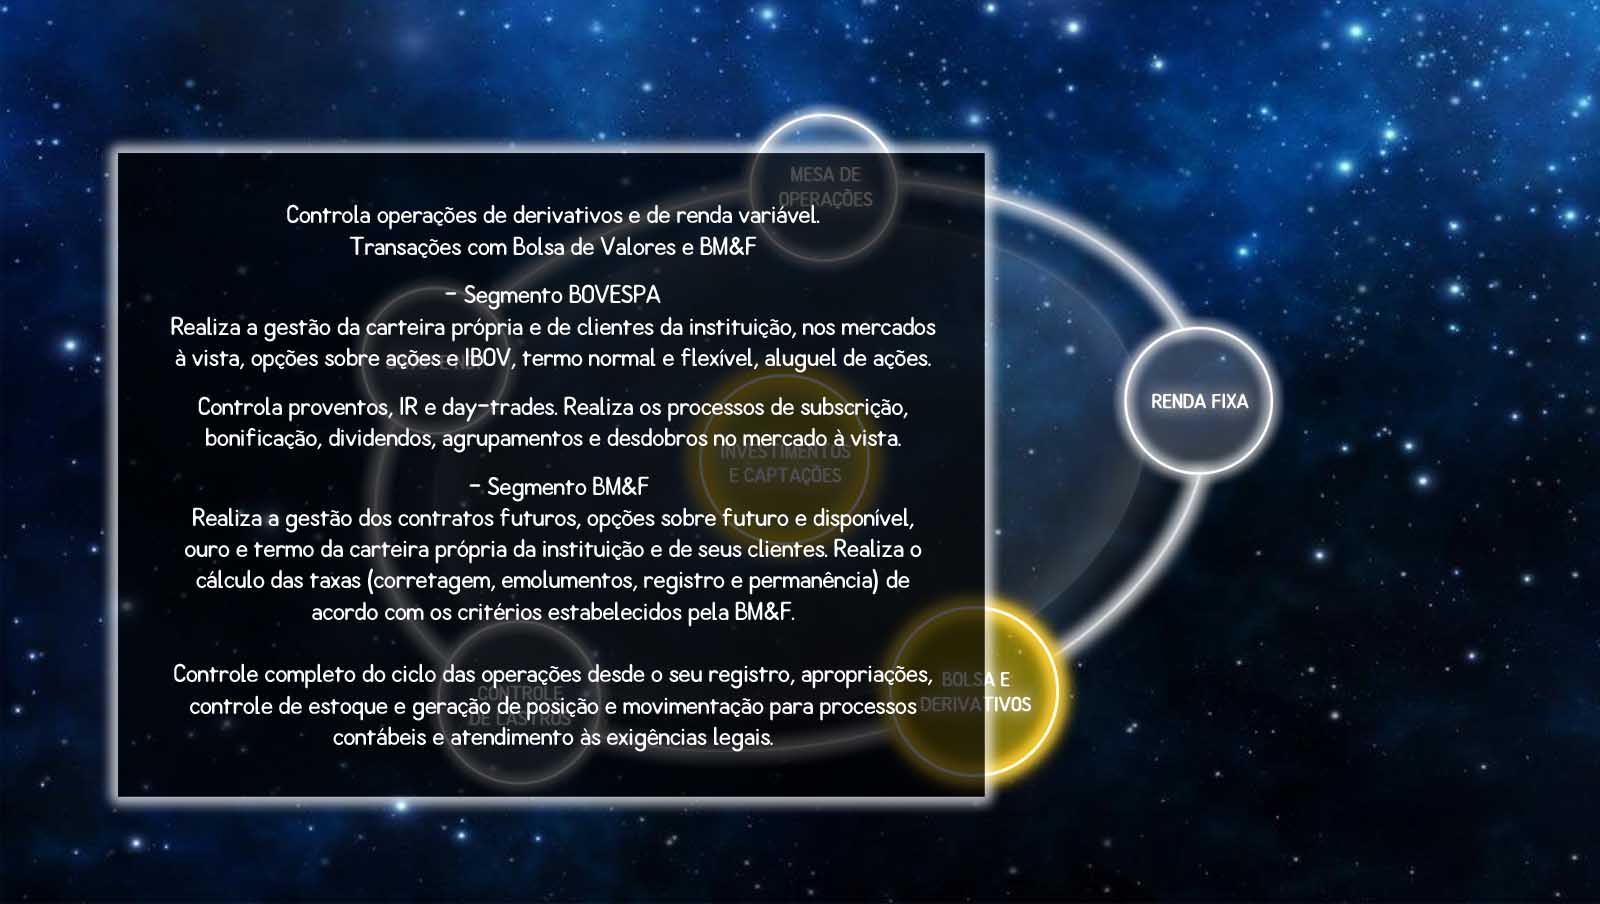 MESA DE
OPERAÇÕES
Controla operações de derivativos e de renda variável.
Transações com Bolsa de Valores e BM&F
- Segmento BOVESPA
Realiza a gestão da carteira própria e de clientes da instituição, nos mercados
à vista, opções sobre ações e IBOV, termo normal e flexível, aluguel de ações.
Controla proventos, IR e day-trades. Realiza os processos de subscrição,
bonificação, dividendos, agrupamentos e desdobros no mercado à vista.
- Segmento BM&F
Realiza a gestão dos contratos futuros, opções sobre futuro e disponível,
ouro e termo da carteira própria da instituição e de seus clientes. Realiza o
cálculo das taxas (corretagem, emolumentos, registro e permanência) de
acordo com os critérios estabelecidos pela BM&F.
Controle completo do ciclo das operações desde o seu registro, apropriações,
controle de estoque e geração de posição e movimentação para processos
contábeis e atendimento às exigências legais.
RENDA FIXA
INVESTIMENTOS
E CAPTAÇÕES
BOLSA E
DERIVATIVOS
CONTROLE
DE LASTROS